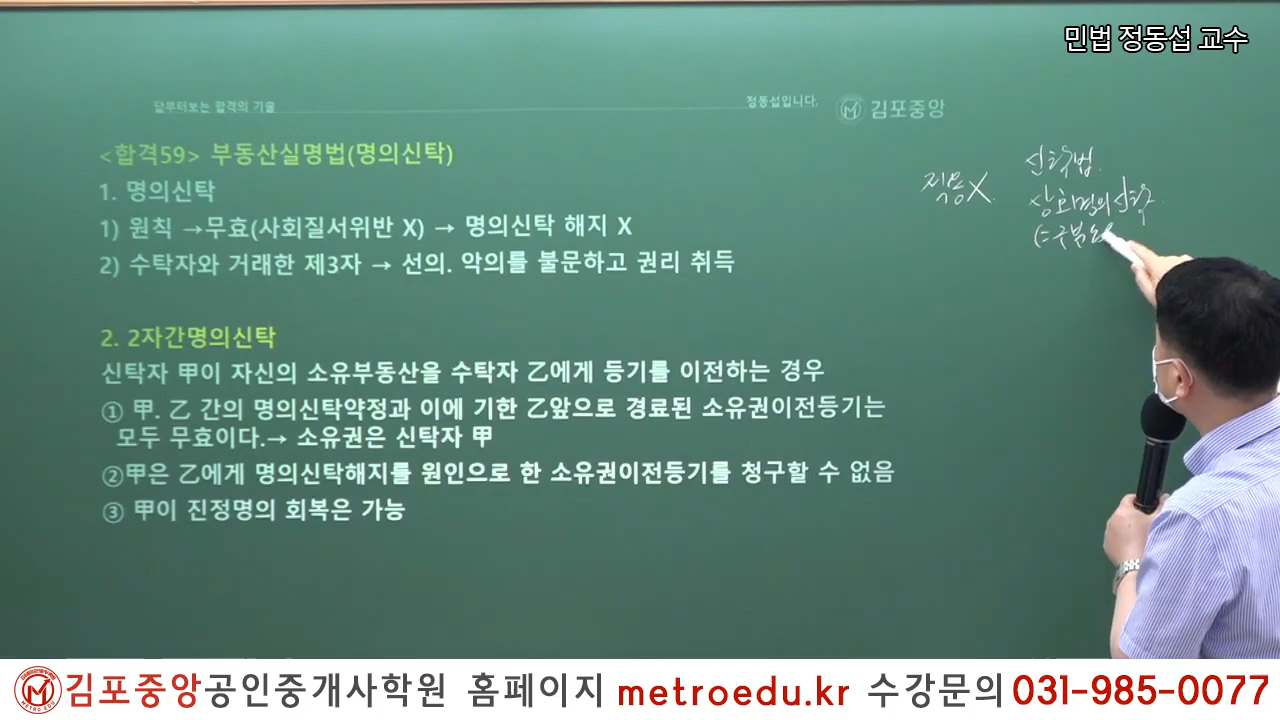 민법 정동섭 교수
달부터보는 합격의 기술
정동섭입니다.
김포중앙
<합격59> 부동산실명법(명의신탁)
1. 명의신탁
1) 원칙 →무효(사회질서위반 X) → 명의신탁 해지 X
2) 수탁자와 거래한 제3자 → 선의. 악의를 불문하고 권리 취득
2. 2자간명의신탁
신탁자 甲이 자신의 소유부동산을 수탁자 乙에게 등기를 이전하는 경우
① 甲. 乙 간의 명의신탁약정과 이에 기한 乙앞으로 경료된 소유권이전등기는
모두 무효이다.→ 소유권은 신탁자 甲
②甲은 乙에게 명의신탁해지를 원인으로 한 소유권이전등기를 청구할 수 없음
③ 甲이 진정명의 회복은 가능
적용X.
신탁법.
상호명의신탁.
(=구분소
김포중앙공인중개사학원 홈페이지 metroedu.kr 수강문의 031-985-0077
METRO EDU